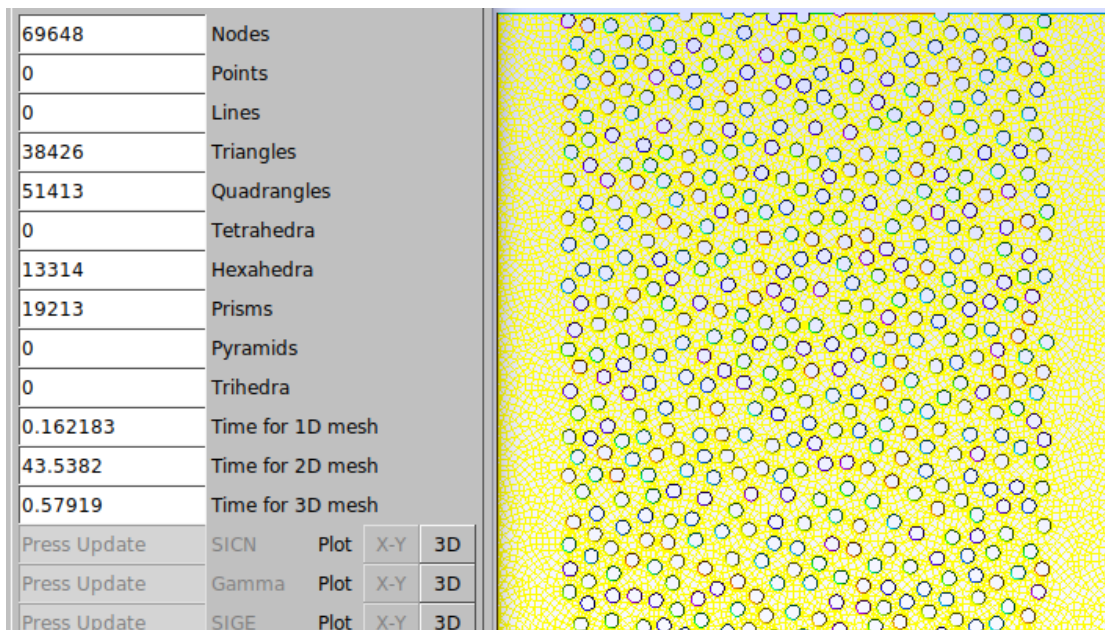 69648 Nodes
0 Points
0 Lines
38426 Triangles
51413 Quadrangles
0 Tetrahedra
13314 Hexahedra
19213 Prisms
0 Pyramids
0 Trihedra
0.162183 Time for 1D mesh
43.5382 Time for 2D mesh
0.57919 Time for 3D mesh
Press Update SICN Plot X-Y 3D
Press Update Gamma Plot X-Y 3D
Press Update SIGE Plot X-Y 3D